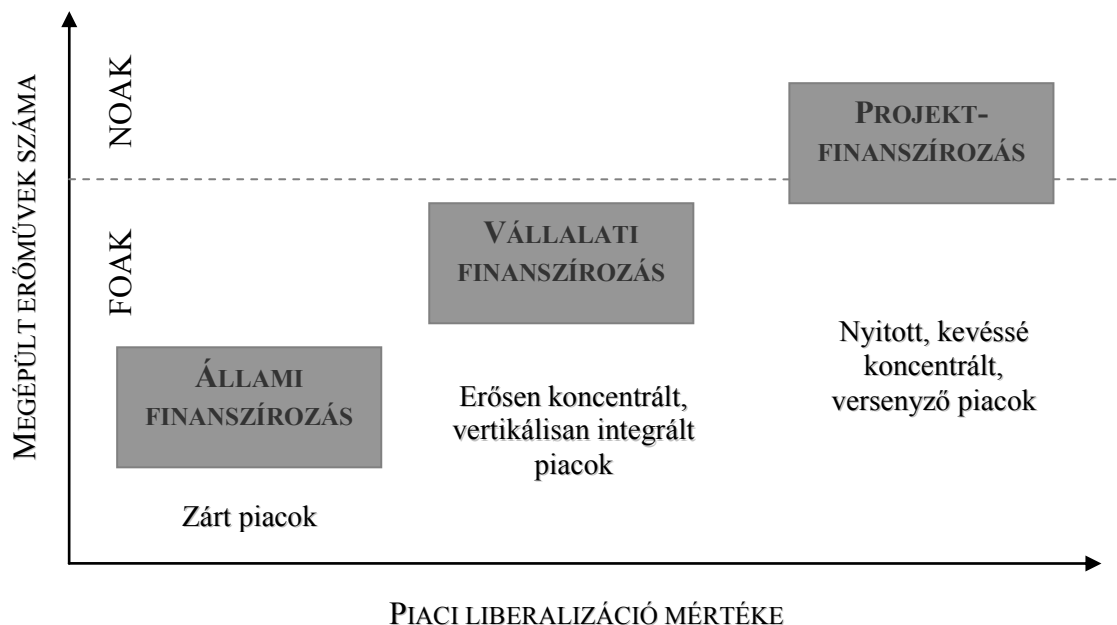 MEGÉPÜLT ERŐMŰVEK SZÁMA
NOAK
FOAK
PROJEKT-
FINANSZÍROZÁS
VÁLLALATI
FINANSZÍROZÁS
ÁLLAMI
FINANSZÍROZÁS
Nyitott, kevéssé
koncentrált,
versenyző piacok
Erősen koncentrált,
vertikálisan integrált
piacok
Zárt piacok
PIACI LIBERALIZÁCIÓ MÉRTÉKE